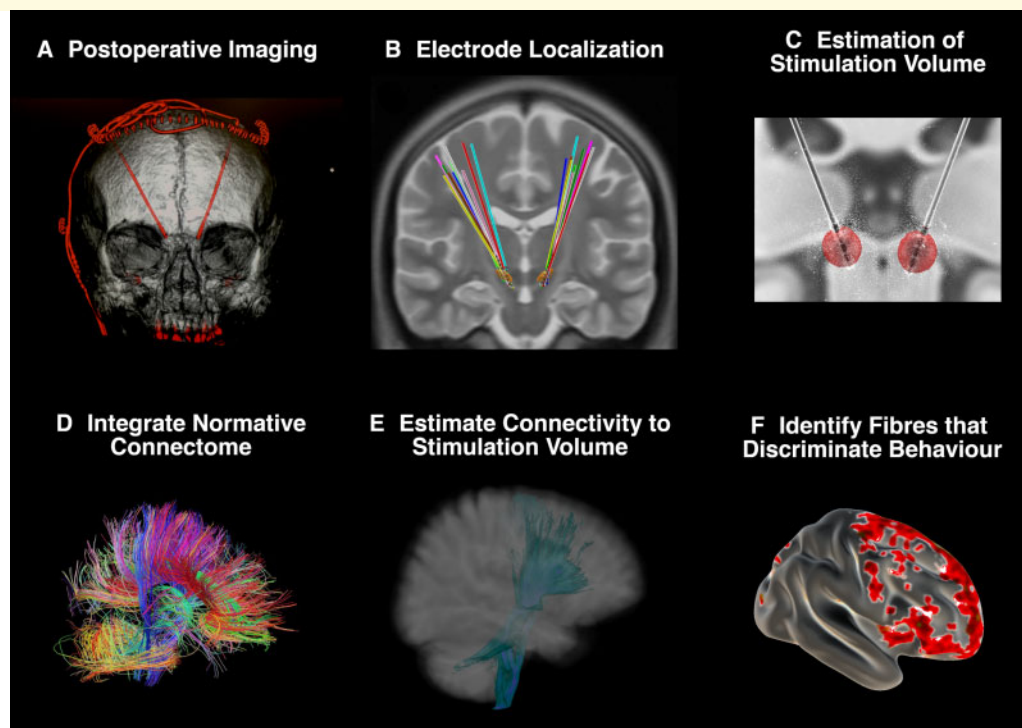 A Postoperative Imaging
B Electrode Localization
C Estimation of
Stimulation Volume
D Integrate Normative
Connectome
E Estimate Connectivity to
Stimulation Volume
F Identify Fibres that
Discriminate Behaviour